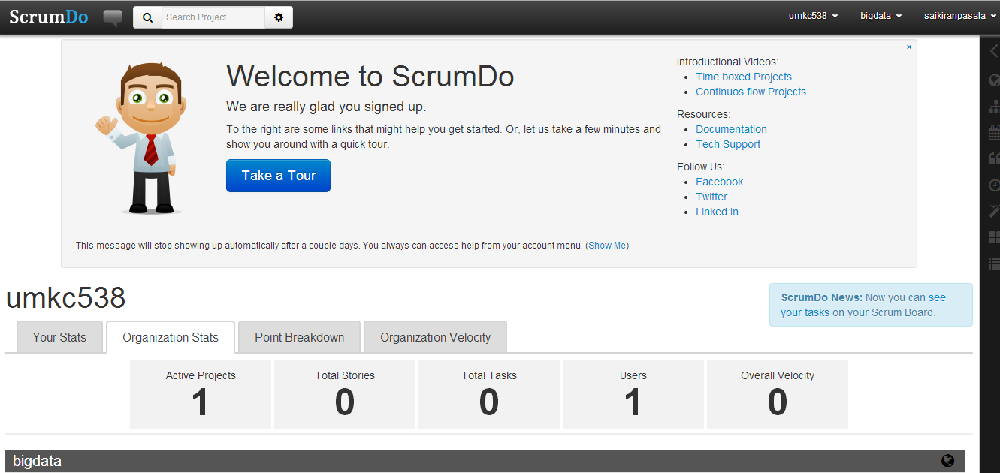 ScrumDo
Search Project
umkc538
bigdata
saikiranpasala
×
Welcome to ScrumDo
We are really glad you signed up.
To the right are some links that might help you get started. Or, let us take a few minutes and
show you around with a quick tour.
Take a Tour
Introductional Videos:
Time boxed Projects
Continuos flow Projects
Resources:
Documentation
Tech Support
Follow Us:
Facebook
Twitter
Linked In
This message will stop showing up automatically after a couple days. You always can access help from your account menu. (Show Me)
umkc538
ScrumDo News: Now you can see
your tasks on your Scrum Board.
Your Stats
Organization Stats
Point Breakdown
Organization Velocity
Active Projects
1
Total Stories
0
Total Tasks
0
Users
1
Overall Velocity
0
bigdata